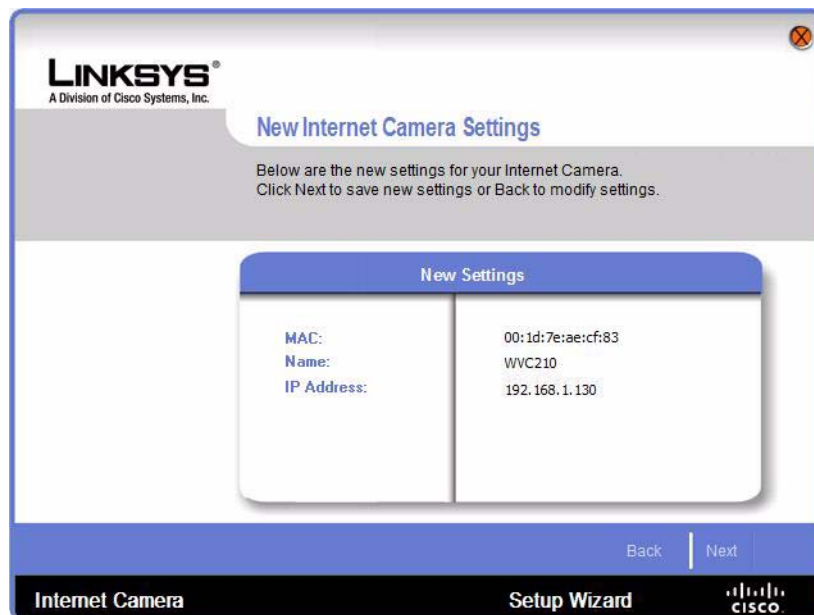 LINKSYS®
A Division of Cisco Systems, Inc.
New Internet Camera Settings
Below are the new settings for your Internet Camera.
Click Next to save new settings or Back to modify settings.
New Settings
MAC: 00:1d:7e:ae:cf:83
Name: WVC210
IP Address: 192.168.1.130
Back Next
Internet Camera Setup Wizard CISCO.